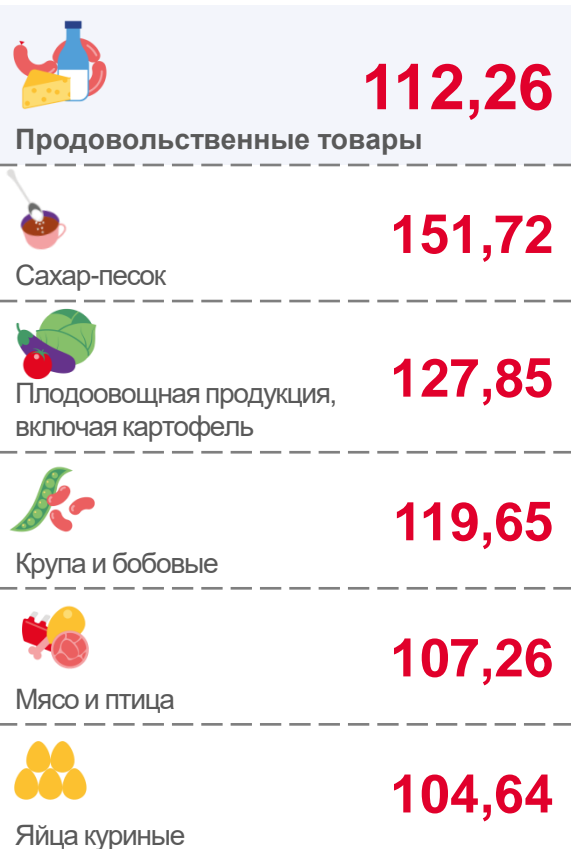 112,26
Продовольственные товары
151,72
Сахар-песок
127,85
Плодоовощная продукция,
включая картофель
119,65
Крупа и бобовые
107,26
Мясо и птица
104,64
Яйца куриные